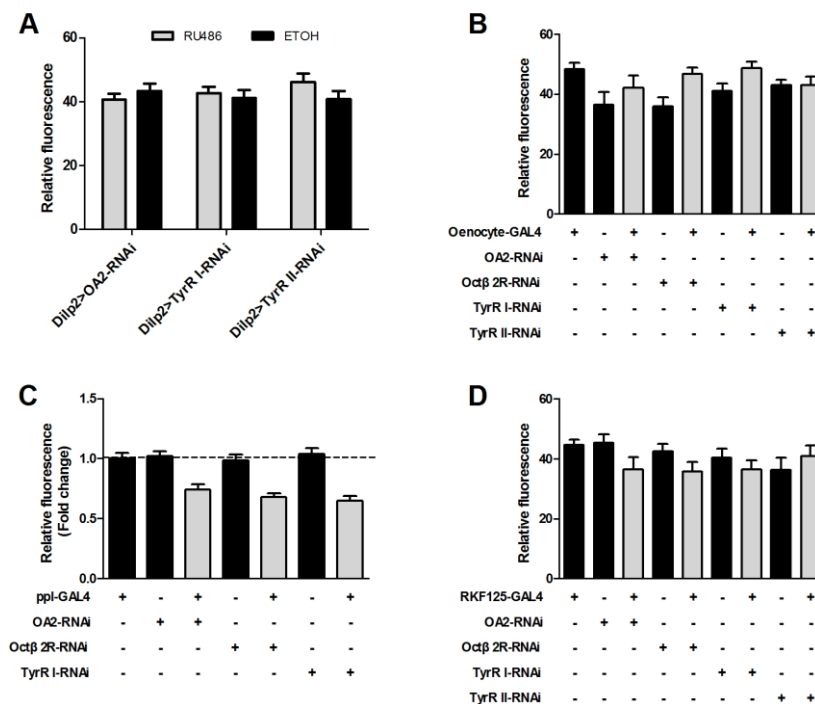 A
RU486 ETOH
Relative fluorescence
60
40
20
0
Dilp2>OA2-RNAi
Dilp2>TyrR I-RNAi
Dilp2>TyrR II-RNAi
B
Relative fluorescence
60
40
20
0
Oenocyte-GAL4 + - + - + - + - +
OA2-RNAi - + + - - - - - -
Octβ 2R-RNAi - - - + + - - - -
TyrR I-RNAi - - - - - + + - -
TyrR II-RNAi - - - - - - - + +
C
Relative fluorescence
(Fold change)
1.5
1.0
0.5
0.0
ppl-GAL4 + - + - + - +
OA2-RNAi - + + - - - -
Octβ 2R-RNAi - - - + + - -
TyrR I-RNAi - - - - - + +
D
Relative fluorescence
60
40
20
0
RKF125-GAL4 + - + - + - + - +
OA2-RNAi - + + - - - - - -
Octβ 2R-RNAi - - - + + - - - -
TyrR I-RNAi - - - - - + + - -
TyrR II-RNAi - - - - - - - + +